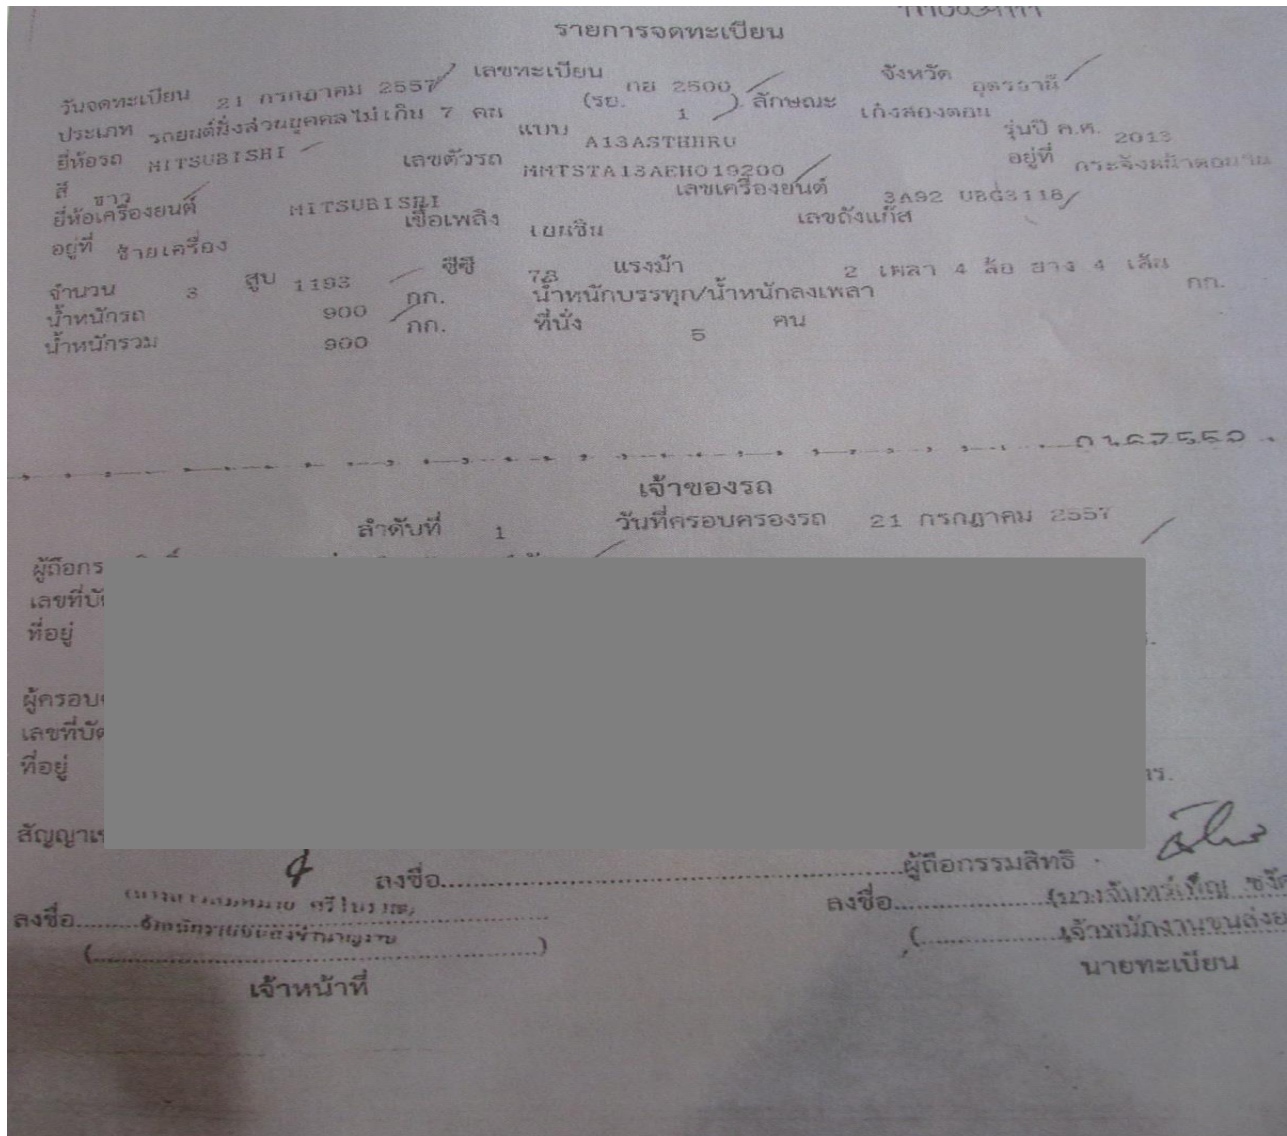 รายการจดทะเบียน
วันจดทะเบียน 21 กรกฎาคม 2557 เลขทะเบียน กย 2500 จังหวัด อุดรธานี
ประเภท รถยนต์นั่งส่วนบุคคลไม่เกิน 7 คน (รย. 1 ) ลักษณะ เก๋งสองตอน
ยี่ห้อรถ MITSUBISHI แบบ A13ASTHHRU รุ่นปี ค.ศ. 2013
สี ขาว เลขตัวรถ MMTSTA13AEH019200 อยู่ที่
ยี่ห้อเครื่องยนต์ MITSUBISHI เลขเครื่องยนต์ 3A92
อยู่ที่ ซ้ายเครื่อง เชื้อเพลิง เบนซิน เลขถังแก๊ส
จำนวน 3 สูบ 1193 ซีซี 78 แรงม้า 2 เพลา 4 ล้อ ยาง 4 เส้น
น้ำหนักรถ 900 กก. น้ำหนักบรรทุก/น้ำหนักลงเพลา กก.
น้ำหนักรวม 900 กก. ที่นั่ง 5 คน
เจ้าของรถ
ลำดับที่ 1 วันที่ครอบครองรถ 21 กรกฎาคม 2557
ผู้ถือกร
เลขที่บั
ที่อยู่
ผู้ครอบ
เลขที่บั
ที่อยู่
สัญญาเ
ลงชื่อ ผู้ถือกรรมสิทธิ์
ลงชื่อ ลงชื่อ
เจ้าพนักงานขนส่ง
เจ้าหน้าที่ นายทะเบียน